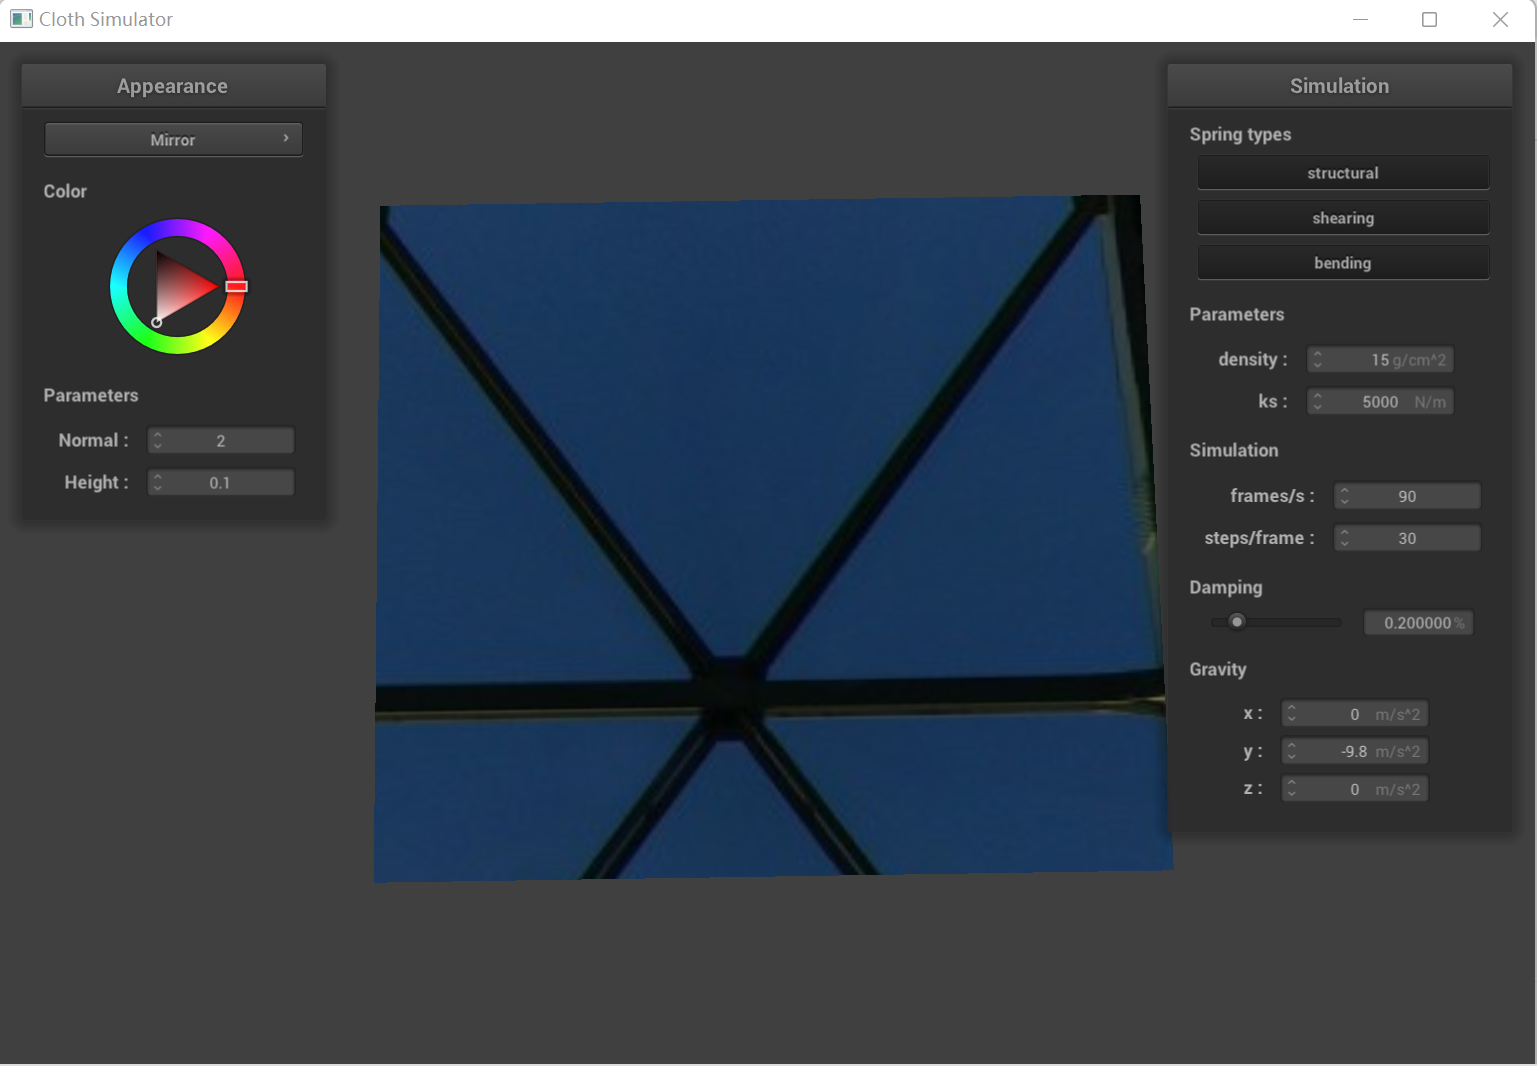 Cloth Simulator
Appearance
Mirror
Color
Parameters
Normal : 2
Height : 0.1
Simulation
Spring types
structural
shearing
bending
Parameters
density : 15 g/cm^2
ks : 5000 N/m
Simulation
frames/s : 90
steps/frame : 30
Damping
0.200000 %
Gravity
x : 0 m/s^2
y : -9.8 m/s^2
z : 0 m/s^2